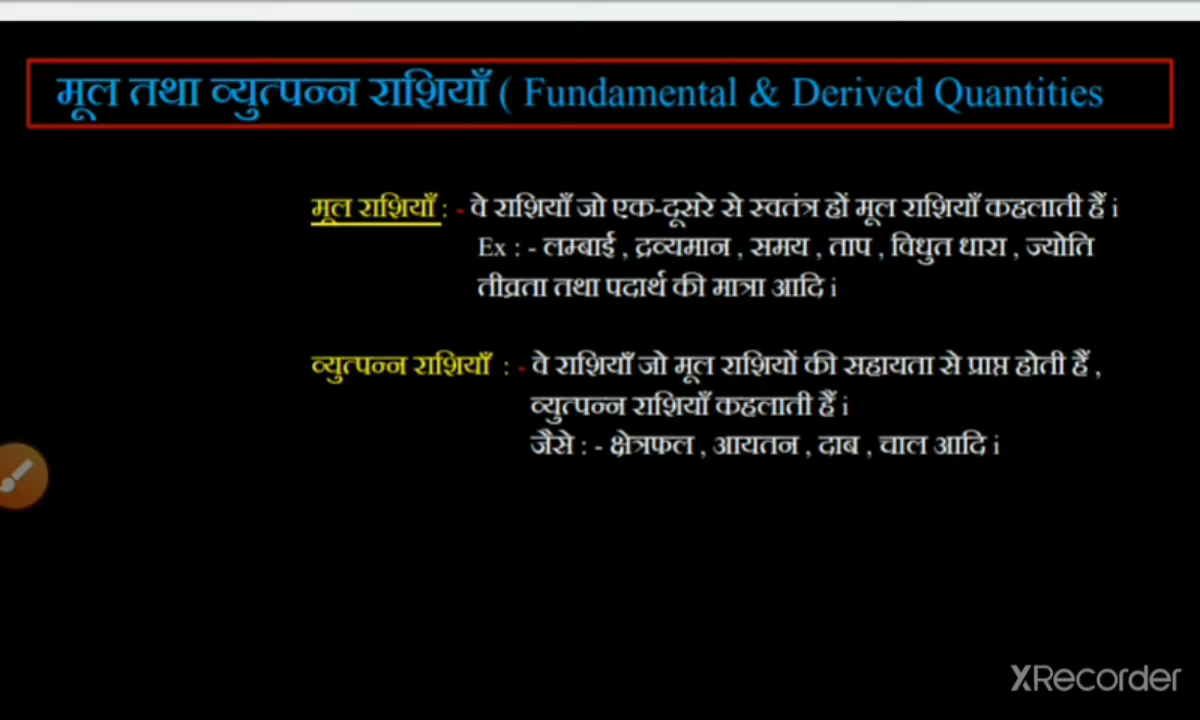 मूल तथा व्युत्पन्न राशियाँ ( Fundamental & Derived Quantities
मूल राशियाँ : - वे राशियाँ जो एक-दूसरे से स्वतंत्र हों मूल राशियाँ कहलाती हैं i
Ex : - लम्बाई , द्रव्यमान , समय , ताप , विधुत धारा , ज्योति
तीव्रता तथा पदार्थ की मात्रा आदि i
व्युत्पन्न राशियाँ : - वे राशियाँ जो मूल राशियों की सहायता से प्राप्त होती हैं ,
व्युत्पन्न राशियाँ कहलाती हैं i
जैसे : - क्षेत्रफल , आयतन , दाब , चाल आदि i
XRecorder